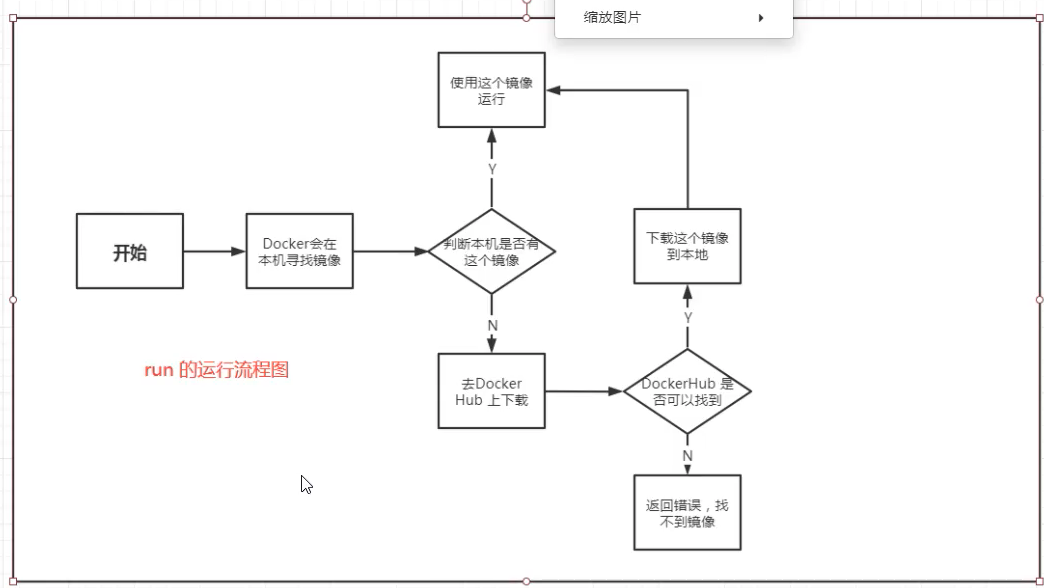 缩放图片
使用这个镜像
运行
Y
开始
Docker会在
本机寻找镜像
判断本机是否有
这个镜像
下载这个镜像
到本地
N
Y
run 的运行流程图
去Docker
Hub 上下载
DockerHub 是
否可以找到
N
返回错误，找
不到镜像